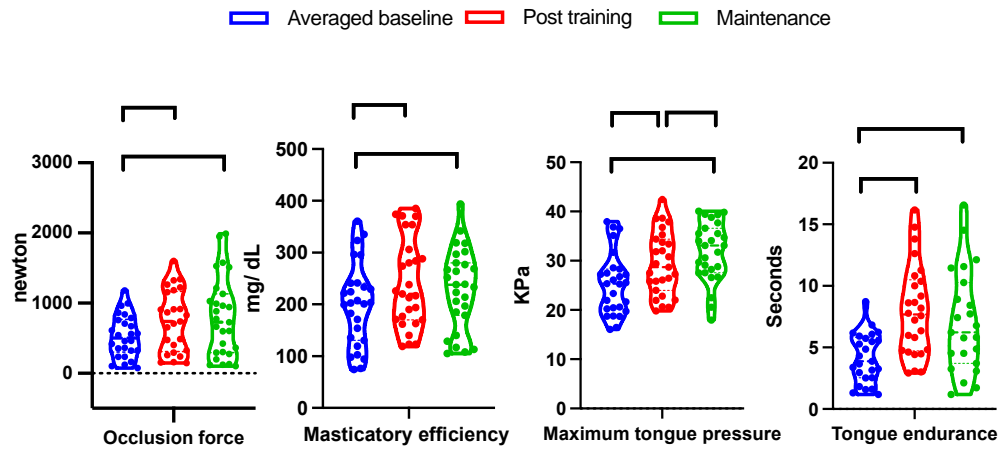 Averaged baseline Post training Maintenance
newton
3000
2000
1000
0
Occlusion force
mg/ dL
500
400
300
200
100
0
Masticatory efficiency
KPa
50
40
30
20
10
0
Maximum tongue pressure
Seconds
20
15
10
5
0
Tongue endurance